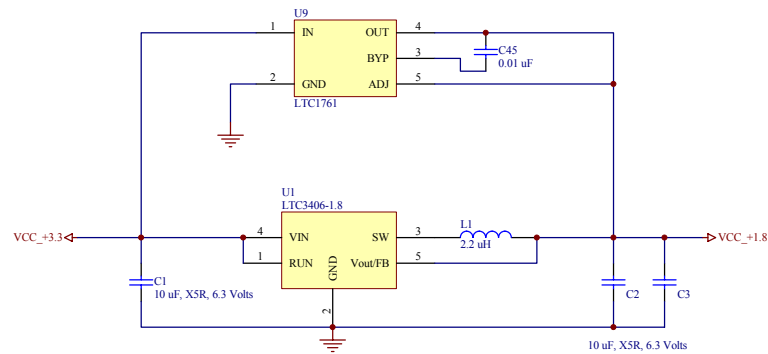 U9
1 IN OUT 4
BYP 3
C45
0.01 uF
2 GND ADJ 5
LTC1761
U1
LTC3406-1.8
L1
VCC_+3.3 4 VIN SW 3 2.2 uH VCC_+1.8
1 RUN Vout/FB 5
GND
2
C1
10 uF, X5R, 6.3 Volts
C2 C3
10 uF, X5R, 6.3 Volts